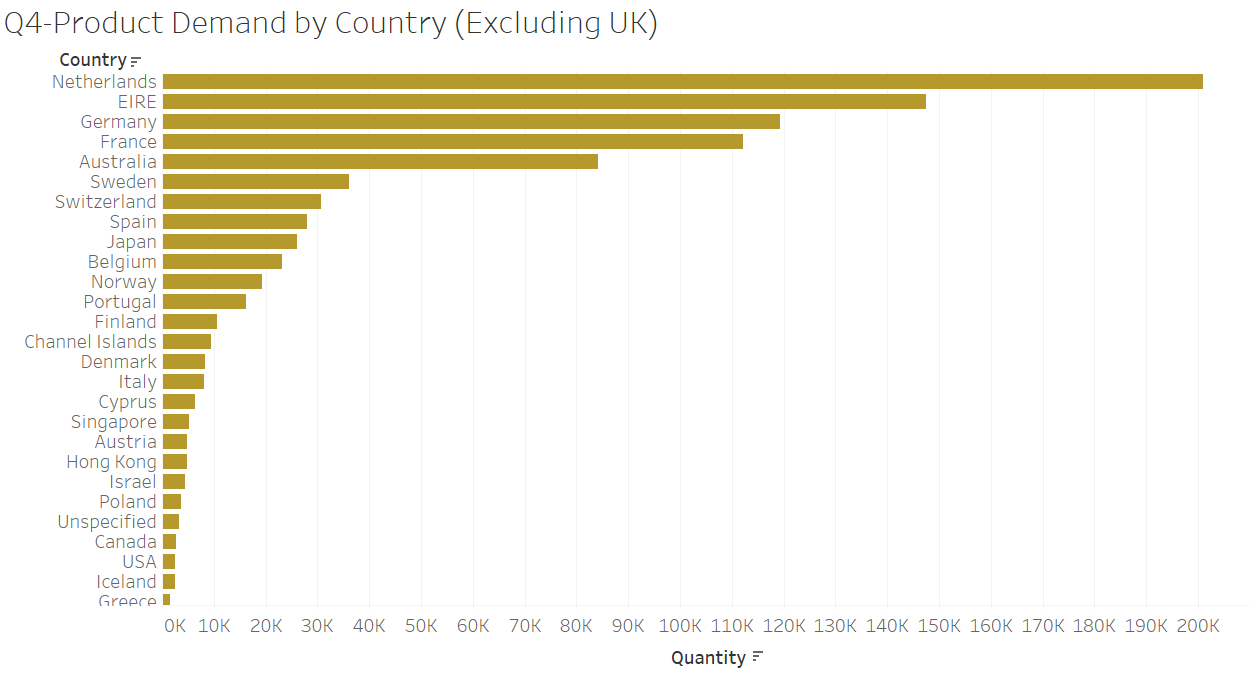 Q4-Product Demand by Country (Excluding UK)
Country
Netherlands
EIRE
Germany
France
Australia
Sweden
Switzerland
Spain
Japan
Belgium
Norway
Portugal
Finland
Channel Islands
Denmark
Italy
Cyprus
Singapore
Austria
Hong Kong
Israel
Poland
Unspecified
Canada
USA
Iceland
Greece
0K 10K 20K 30K 40K 50K 60K 70K 80K 90K 100K 110K 120K 130K 140K 150K 160K 170K 180K 190K 200K
Quantity